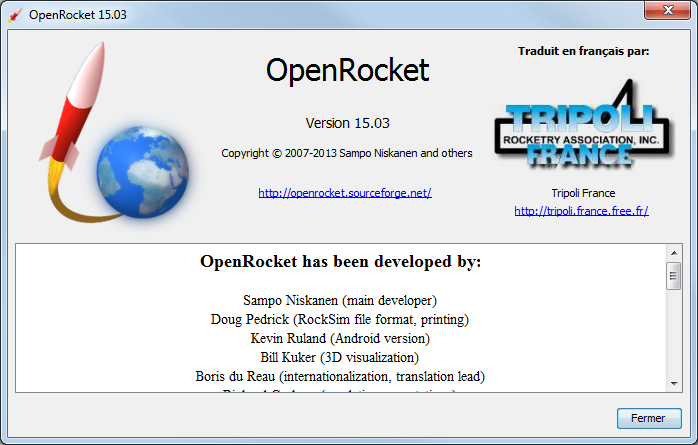 OpenRocket 15.03
OpenRocket
Version 15.03
Copyright © 2007-2013 Sampo Niskanen and others
http://openrocket.sourceforge.net/
Traduit en français par:
TRIPOLI
ROCKETRY ASSOCIATION, INC.
FRANCE
Tripoli France
http://tripoli.france.free.fr/
OpenRocket has been developed by:
Sampo Niskanen (main developer)
Doug Pedrick (RockSim file format, printing)
Kevin Ruland (Android version)
Bill Kuker (3D visualization)
Boris du Reau (internationalization, translation lead)
Fermer